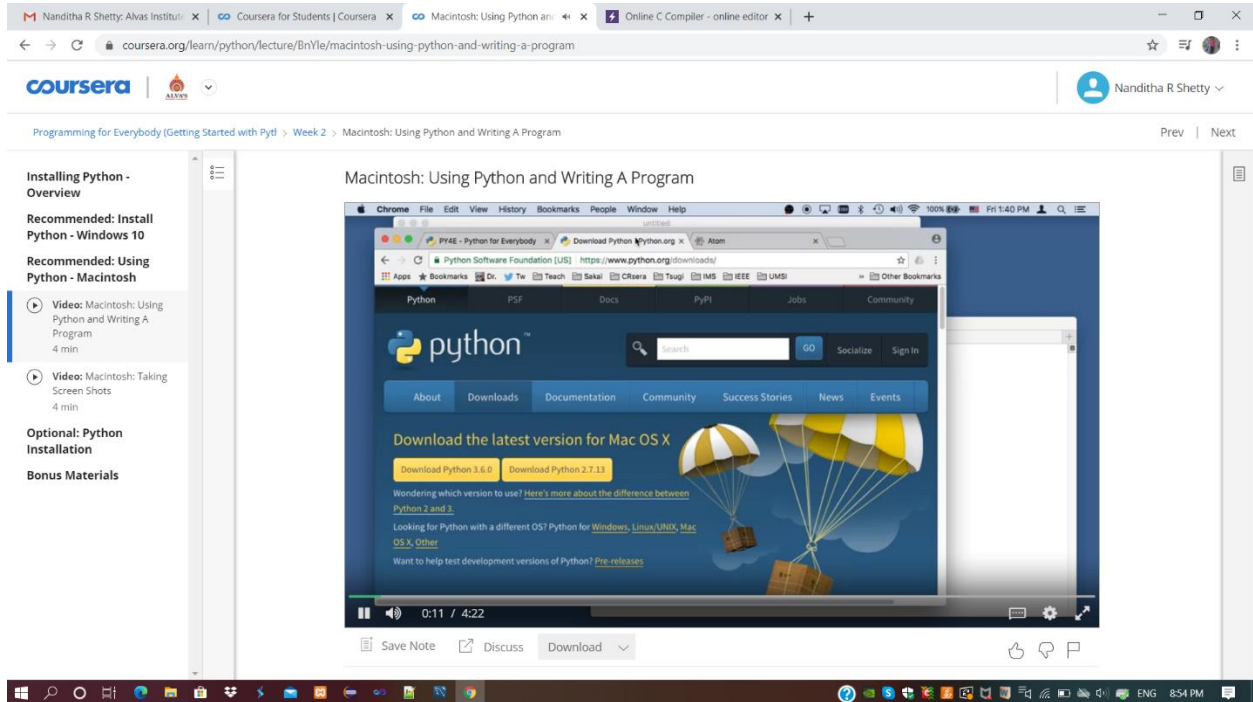 Nanditha R Shetty: Alvas Institute
Coursera for Students | Coursera
Macintosh: Using Python and
Online C Compiler - online editor
coursera.org/learn/python/lecture/BnYle/macintosh-using-python-and-writing-a-program
coursera
ALVA'S
Nanditha R Shetty
Programming for Everybody (Getting Started with Pyth > Week 2 > Macintosh: Using Python and Writing A Program
Prev | Next
Installing Python -
Overview
Recommended: Install
Python - Windows 10
Recommended: Using
Python - Macintosh
Video: Macintosh: Using
Python and Writing A
Program
4 min
Video: Macintosh: Taking
Screen Shots
4 min
Optional: Python
Installation
Bonus Materials
Macintosh: Using Python and Writing A Program
Chrome File Edit View History Bookmarks People Window Help
100% Fri 1:40 PM
untitled
PY4E - Python for Everybody
Download Python | Python.org
Atom
Python Software Foundation [US] https://www.python.org/downloads/
Apps Bookmarks Dr. Tw Teach Sakai CRsera Tsugi IMS IEEE UMSI » Other Bookmarks
Python PSF Docs PyPI Jobs Community
python™
Search GO Socialize Sign In
About Downloads Documentation Community Success Stories News Events
Download the latest version for Mac OS X
Download Python 3.6.0 Download Python 2.7.13
Wondering which version to use? Here's more about the difference between
Python 2 and 3.
Looking for Python with a different OS? Python for Windows, Linux/UNIX, Mac
OS X, Other
Want to help test development versions of Python? Pre-releases
0:11 / 4:22
Save Note Discuss Download
ENG 8:54 PM